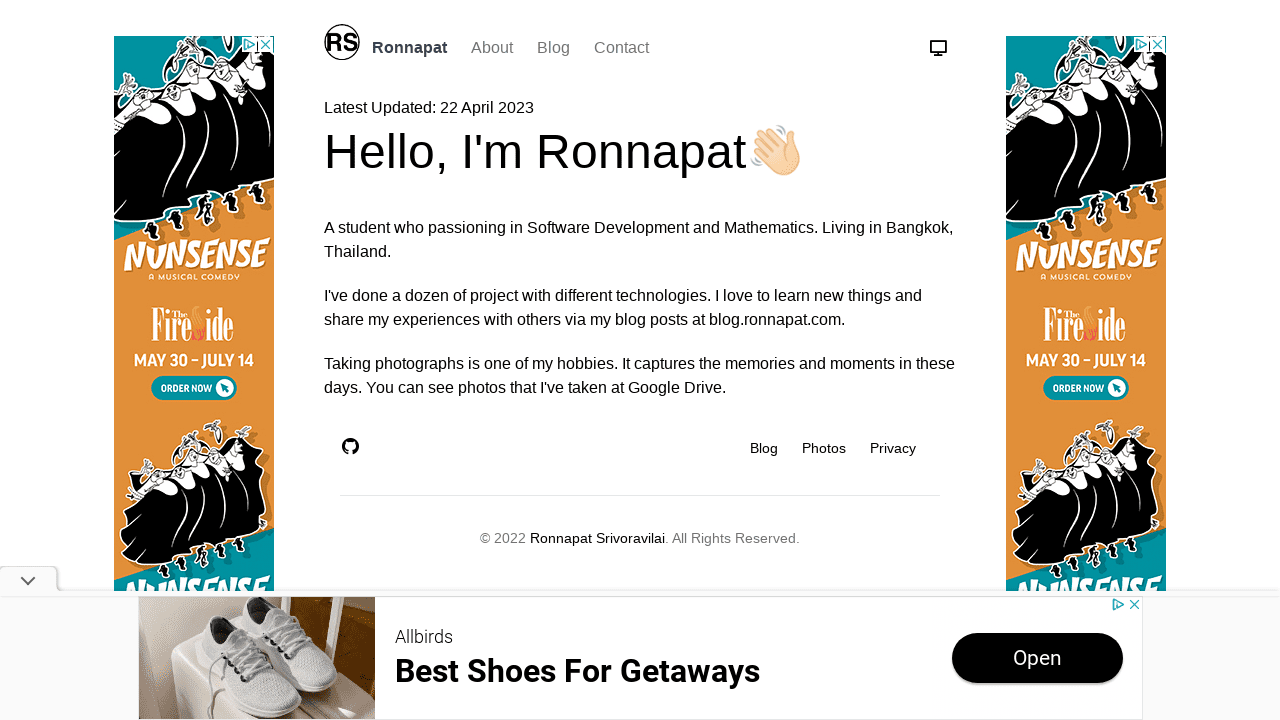 RS
Ronnapat About Blog Contact
Latest Updated: 22 April 2023
Hello, I'm Ronnapat
A student who passioning in Software Development and Mathematics. Living in Bangkok,
Thailand.
I've done a dozen of project with different technologies. I love to learn new things and
share my experiences with others via my blog posts at blog.ronnapat.com.
Taking photographs is one of my hobbies. It captures the memories and moments in these
days. You can see photos that I've taken at Google Drive.
Blog Photos Privacy
© 2022 Ronnapat Srivoravilai. All Rights Reserved.
NUNSENSE
A MUSICAL COMEDY
The
Fireside
MAY 30 – JULY 14
ORDER NOW
NUNSENSE
NUNSENSE
A MUSICAL COMEDY
The
Fireside
MAY 30 – JULY 14
ORDER NOW
NUNSENSE
Allbirds
Best Shoes For Getaways
Open